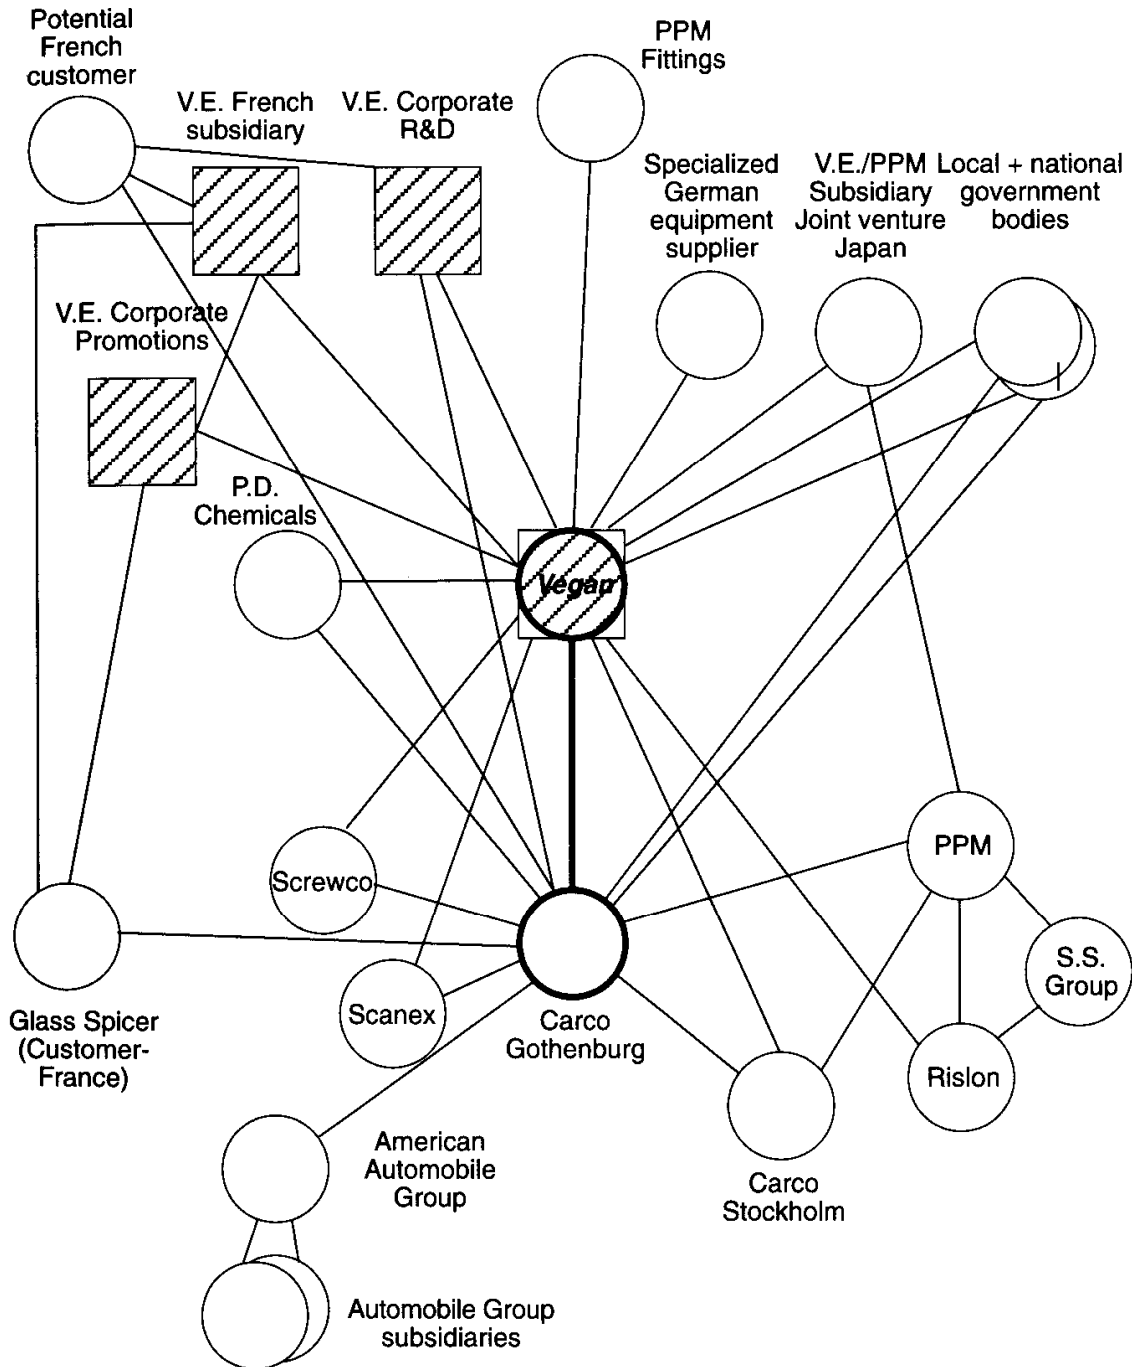 Potential
French
customer
PPM
Fittings
V.E. French
subsidiary
V.E. Corporate
R&D
Specialized
German
equipment
supplier
V.E./PPM
Subsidiary
Joint venture
Japan
Local + national
government
bodies
V.E. Corporate
Promotions
P.D.
Chemicals
Vegan
PPM
Screwco
S.S.
Group
Scanex
Glass Spicer
(Customer-
France)
Carco
Gothenburg
Rislon
American
Automobile
Group
Carco
Stockholm
Automobile Group
subsidiaries